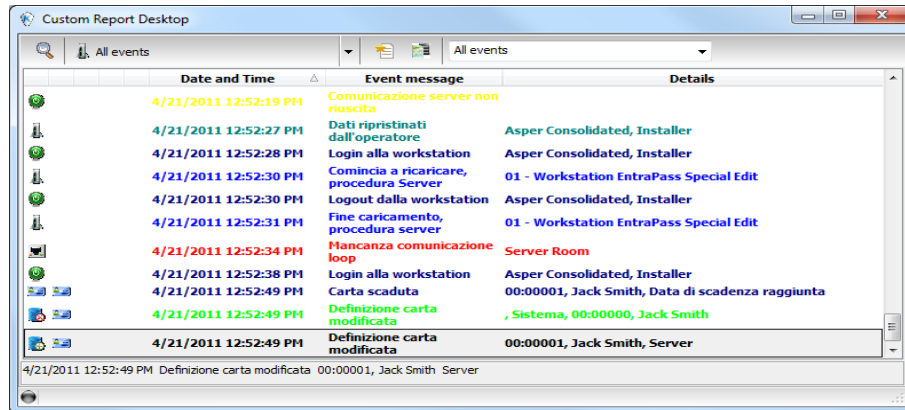 Custom Report Desktop
All events All events
Date and Time Event message Details
4/21/2011 12:52:19 PM Comunicazione server non
riuscita
4/21/2011 12:52:27 PM Dati ripristinati
dall'operatore Asper Consolidated, Installer
4/21/2011 12:52:28 PM Login alla workstation Asper Consolidated, Installer
4/21/2011 12:52:30 PM Comincia a ricaricare,
procedura Server 01 - Workstation EntraPass Special Edit
4/21/2011 12:52:30 PM Logout dalla workstation Asper Consolidated, Installer
4/21/2011 12:52:31 PM Fine caricamento,
procedura server 01 - Workstation EntraPass Special Edit
4/21/2011 12:52:34 PM Mancanza comunicazione
loop Server Room
4/21/2011 12:52:38 PM Login alla workstation Asper Consolidated, Installer
4/21/2011 12:52:49 PM Carta scaduta 00:00001, Jack Smith, Data di scadenza raggiunta
4/21/2011 12:52:49 PM Definizione carta
modificata , Sistema, 00:00000, Jack Smith
4/21/2011 12:52:49 PM Definizione carta
modificata 00:00001, Jack Smith, Server
4/21/2011 12:52:49 PM Definizione carta modificata 00:00001, Jack Smith Server